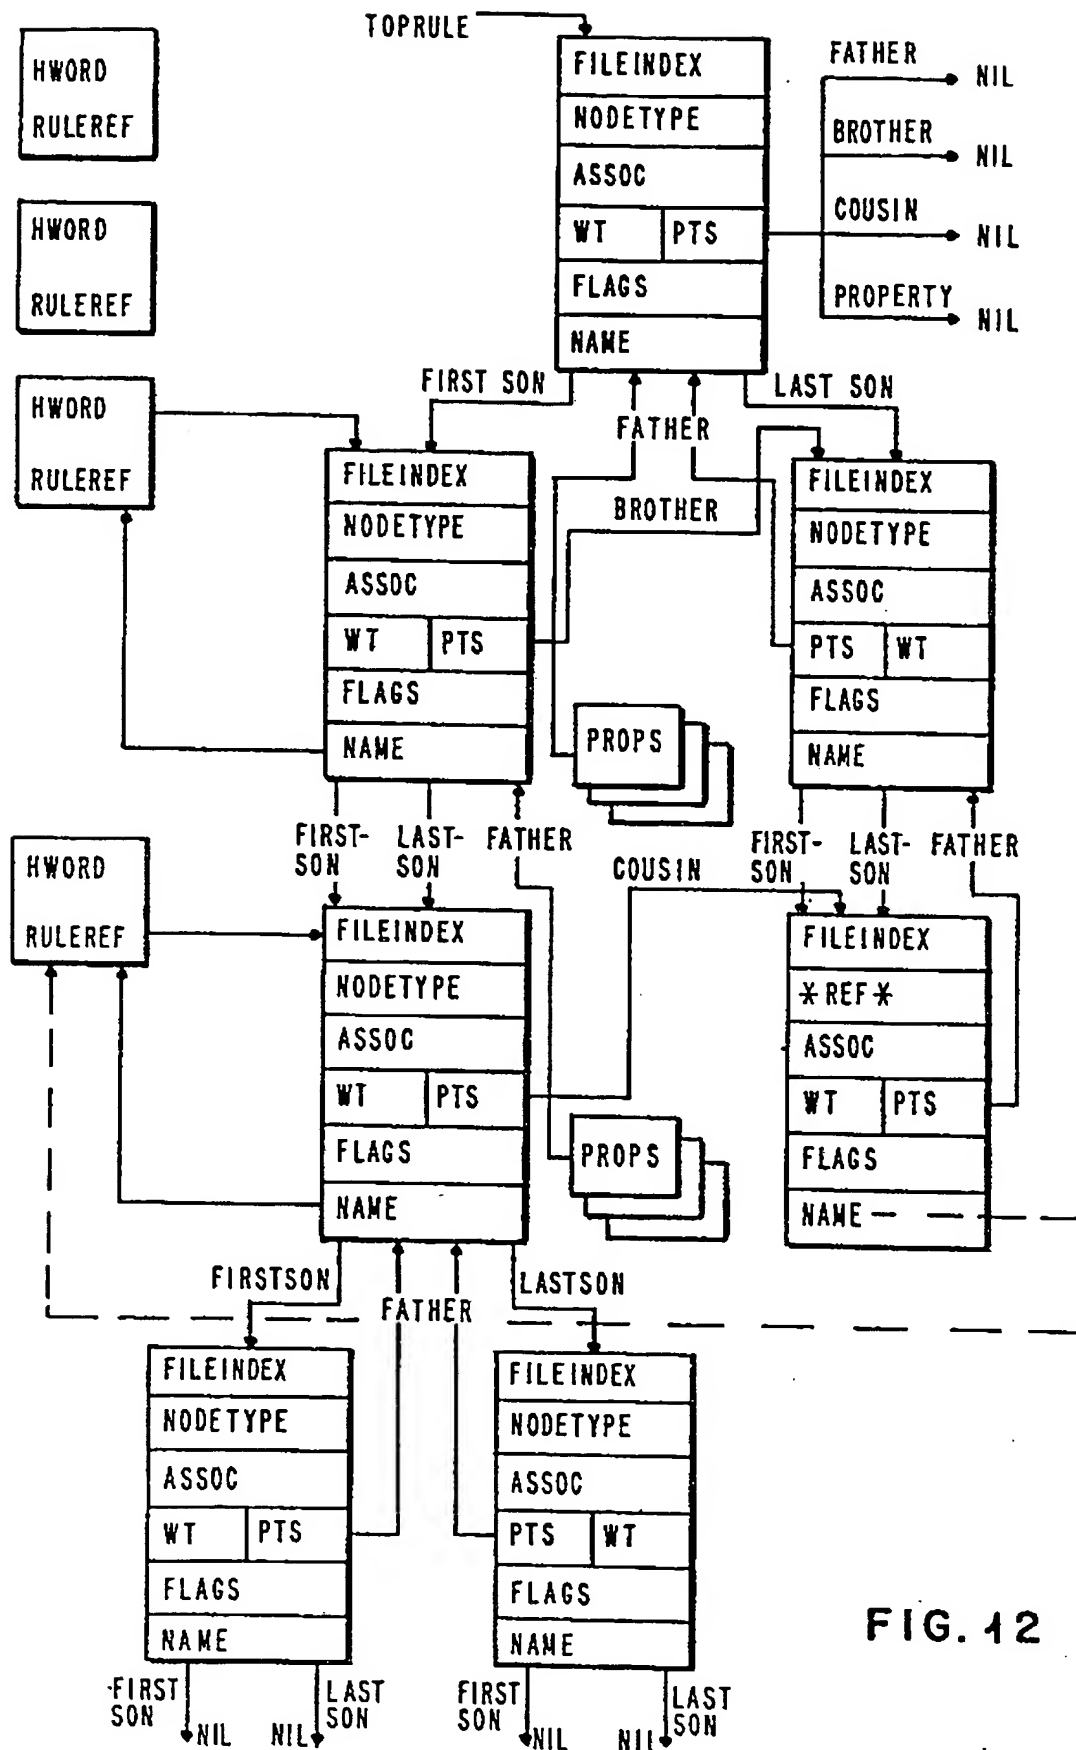 TOPRULE
HWORD
RULEREF
HWORD
RULEREF
HWORD
RULEREF
FILEINDEX
NODETYPE
ASSOC
WT PTS
FLAGS
NAME
FATHER NIL
BROTHER NIL
COUSIN NIL
PROPERTY NIL
FIRST SON
LAST SON
FATHER
BROTHER
FILEINDEX
NODETYPE
ASSOC
WT PTS
FLAGS
NAME
FILEINDEX
NODETYPE
ASSOC
PTS WT
FLAGS
NAME
PROPS
FIRST-
SON
LAST-
SON
FATHER
COUSIN
FIRST-
SON
LAST-
SON
FATHER
HWORD
RULEREF
FILEINDEX
NODETYPE
ASSOC
WT PTS
FLAGS
NAME
FILEINDEX
*REF*
ASSOC
WT PTS
FLAGS
NAME
PROPS
FIRSTSON
FATHER
LASTSON
FILEINDEX
NODETYPE
ASSOC
WT PTS
FLAGS
NAME
FILEINDEX
NODETYPE
ASSOC
PTS WT
FLAGS
NAME
FIRST
SON
NIL
LAST
SON
NIL
FIRST
SON
NIL
LAST
SON
NIL
FIG. 12